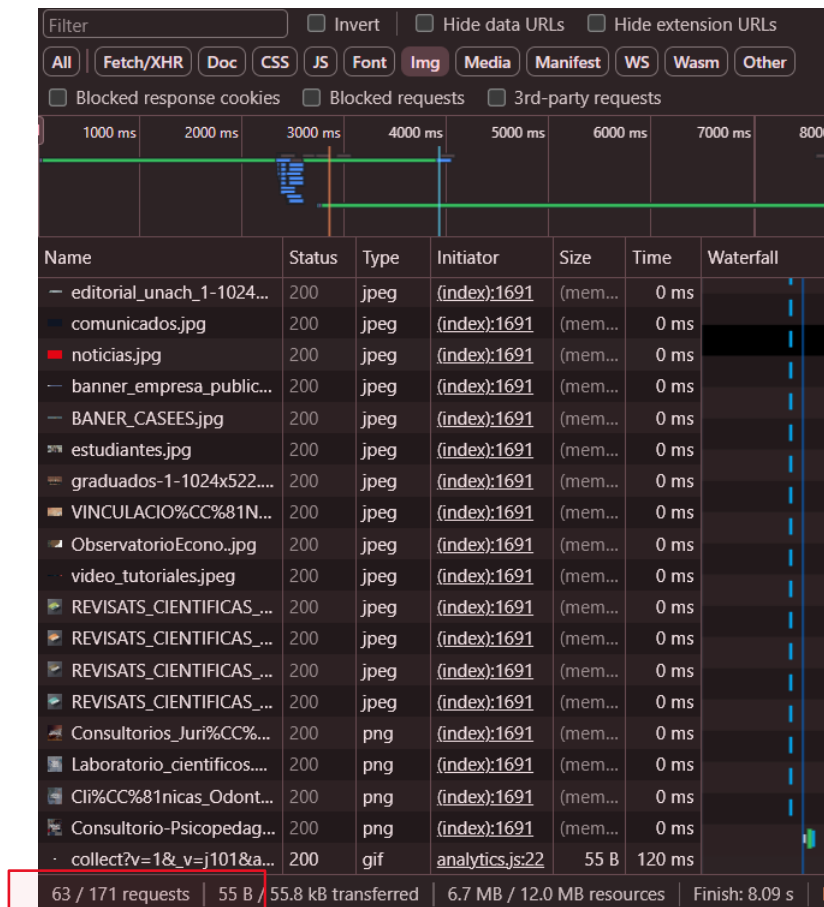 Filter Invert Hide data URLs Hide extension URLs
All Fetch/XHR Doc CSS JS Font Img Media Manifest WS Wasm Other
Blocked response cookies Blocked requests 3rd-party requests
1000 ms 2000 ms 3000 ms 4000 ms 5000 ms 6000 ms 7000 ms 800
Name Status Type Initiator Size Time Waterfall
editorial_unach_1-1024... 200 jpeg (index):1691 (mem... 0 ms
comunicados.jpg 200 jpeg (index):1691 (mem... 0 ms
noticias.jpg 200 jpeg (index):1691 (mem... 0 ms
banner_empresa_public... 200 jpeg (index):1691 (mem... 0 ms
BANER_CASEES.jpg 200 jpeg (index):1691 (mem... 0 ms
estudiantes.jpg 200 jpeg (index):1691 (mem... 0 ms
graduados-1-1024x522.... 200 jpeg (index):1691 (mem... 0 ms
VINCULACIO%CC%81N... 200 jpeg (index):1691 (mem... 0 ms
ObservatorioEcono..jpg 200 jpeg (index):1691 (mem... 0 ms
video_tutoriales.jpeg 200 jpeg (index):1691 (mem... 0 ms
REVISATS_CIENTIFICAS_... 200 jpeg (index):1691 (mem... 0 ms
REVISATS_CIENTIFICAS_... 200 jpeg (index):1691 (mem... 0 ms
REVISATS_CIENTIFICAS_... 200 jpeg (index):1691 (mem... 0 ms
REVISATS_CIENTIFICAS_... 200 jpeg (index):1691 (mem... 0 ms
Consultorios_Juri%CC%... 200 png (index):1691 (mem... 0 ms
Laboratorio_cientificos.... 200 png (index):1691 (mem... 0 ms
Cli%CC%81nicas_Odont... 200 png (index):1691 (mem... 0 ms
Consultorio-Psicopedag... 200 png (index):1691 (mem... 0 ms
collect?v=1&_v=j101&a... 200 gif analytics.js:22 55 B 120 ms
63 / 171 requests 55 B / 55.8 kB transferred 6.7 MB / 12.0 MB resources Finish: 8.09 s